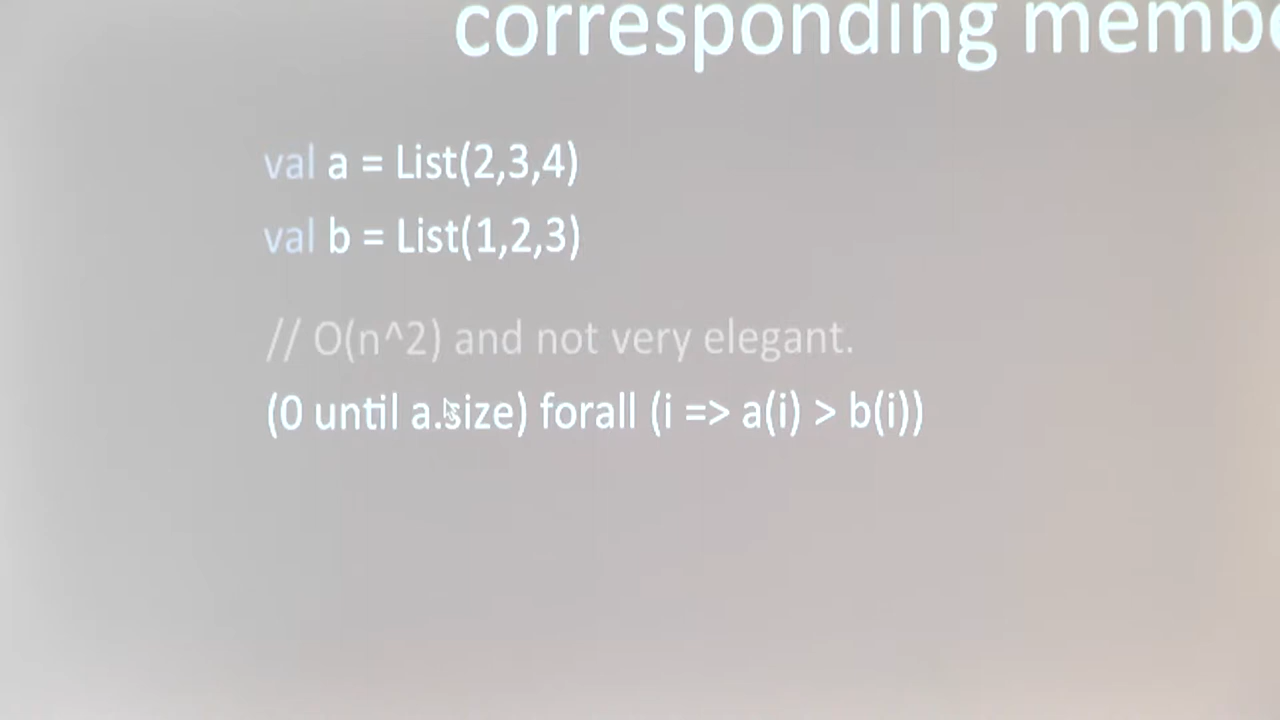 corresponding
val a = List(2,3,4)
val b = List(1,2,3)
// O(n^2) and not very elegant.
(0 until a.size) forall (i => a(i) > b(i))